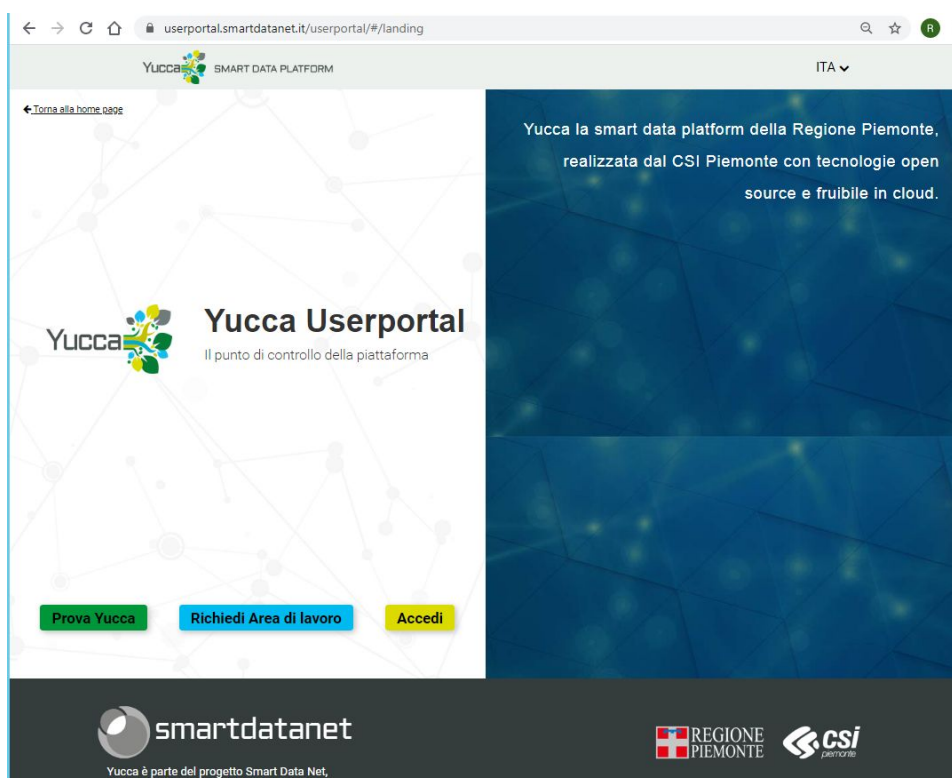 userportal.smartdatanet.it/userportal/#/landing
R
Yucca SMART DATA PLATFORM
ITA
Torna alla home page
Yucca la smart data platform della Regione Piemonte,
realizzata dal CSI Piemonte con tecnologie open
source e fruibile in cloud.
Yucca
Yucca Userportal
Il punto di controllo della piattaforma
Prova Yucca
Richiedi Area di lavoro
Accedi
smartdatanet
REGIONE
PIEMONTE
csi
piemonte
Yucca è parte del progetto Smart Data Net,